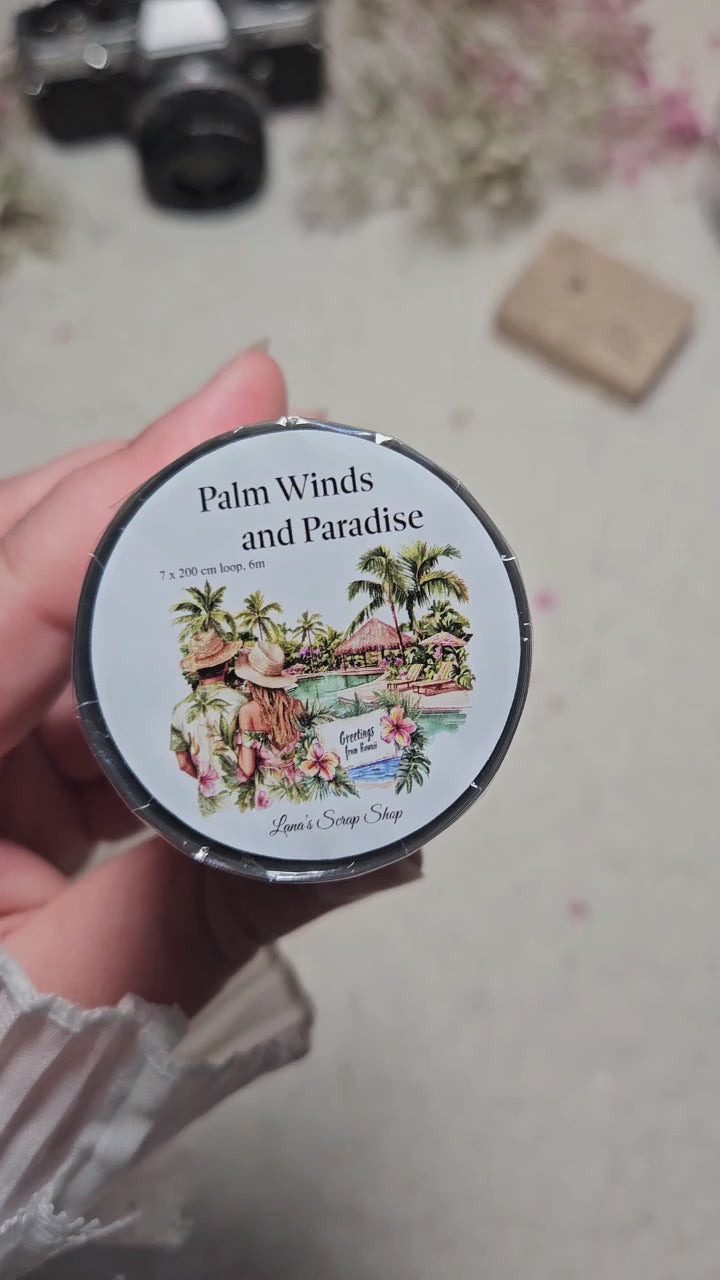 Palm Winds
and Paradise
7 x 200 cm loop, 6m
Greetings
from Hawaii
Lana's Scrap Shop